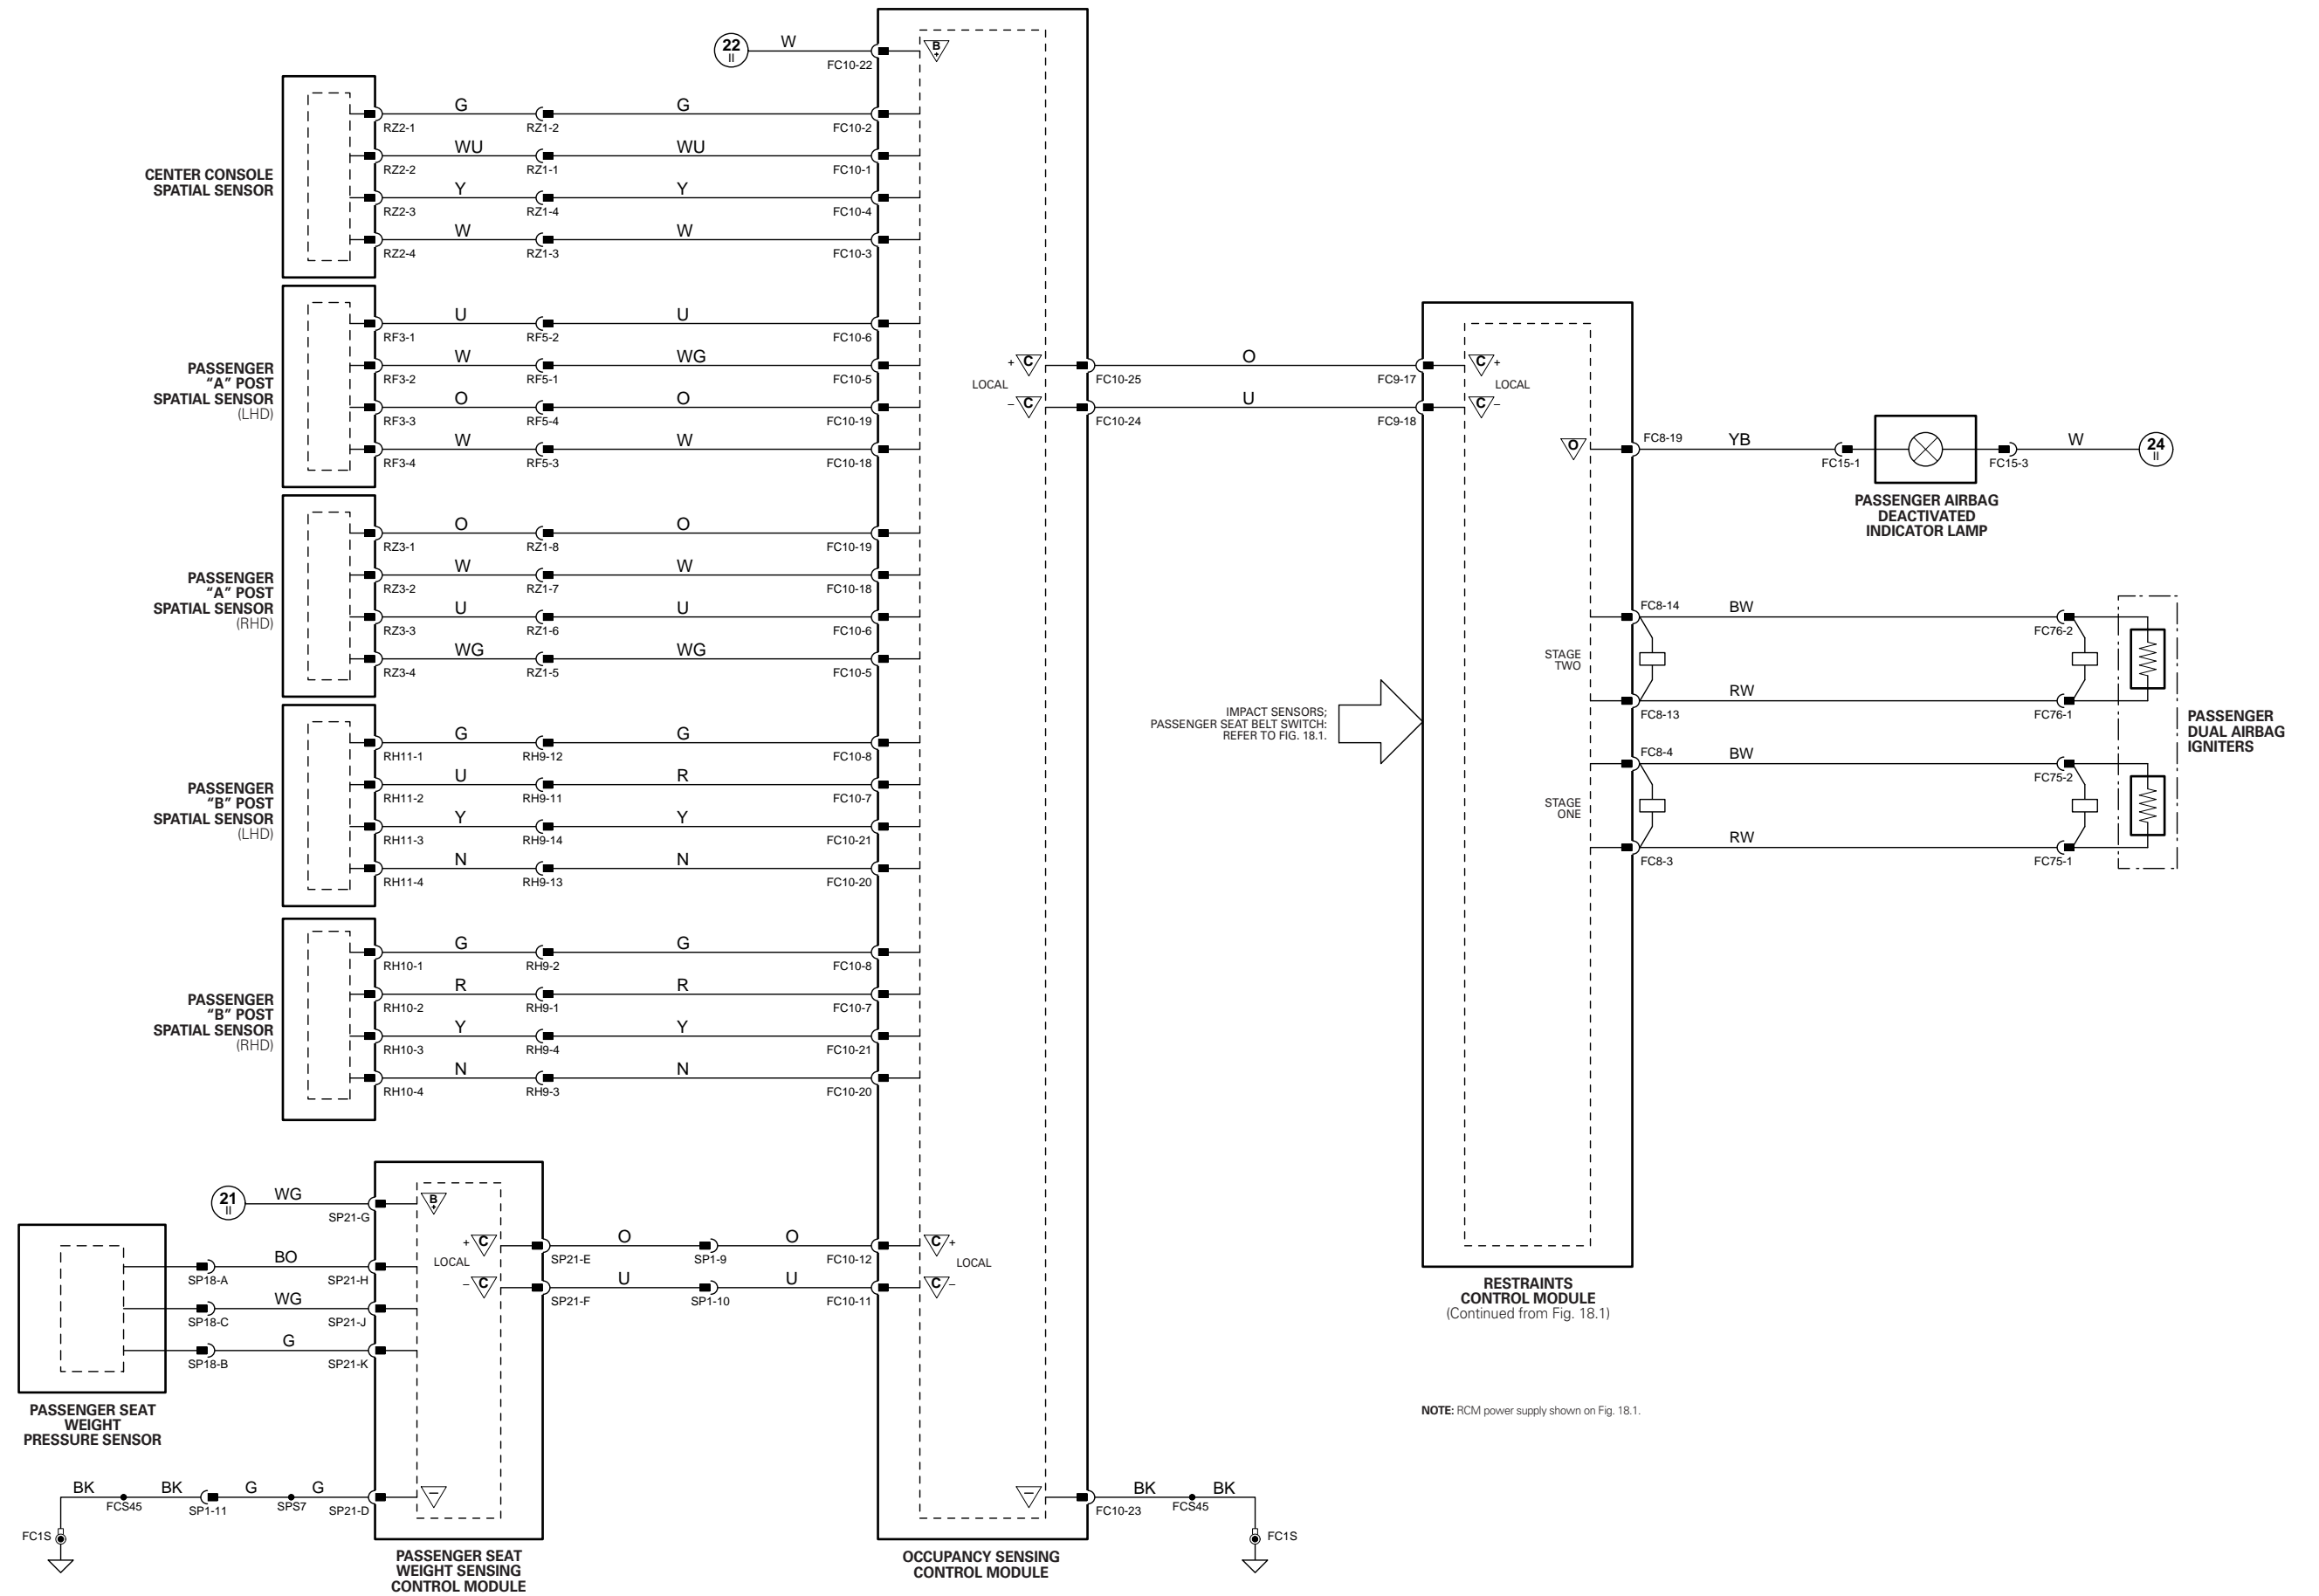 22
II
W
FC10-22
B
+
CENTER CONSOLE
SPATIAL SENSOR
G
G
RZ2-1
RZ1-2
FC10-2
WU
WU
RZ2-2
RZ1-1
FC10-1
Y
Y
RZ2-3
RZ1-4
FC10-4
W
W
RZ2-4
RZ1-3
FC10-3
PASSENGER
“A” POST
SPATIAL SENSOR
(LHD)
U
U
RF3-1
RF5-2
FC10-6
W
WG
RF3-2
RF5-1
FC10-5
O
O
RF3-3
RF5-4
FC10-19
W
W
RF3-4
RF5-3
FC10-18
PASSENGER
“A” POST
SPATIAL SENSOR
(RHD)
O
O
RZ3-1
RZ1-8
FC10-19
W
W
RZ3-2
RZ1-7
FC10-18
U
U
RZ3-3
RZ1-6
FC10-6
WG
WG
RZ3-4
RZ1-5
FC10-5
PASSENGER
“B” POST
SPATIAL SENSOR
(LHD)
G
G
RH11-1
RH9-12
FC10-8
U
R
RH11-2
RH9-11
FC10-7
Y
Y
RH11-3
RH9-14
FC10-21
N
N
RH11-4
RH9-13
FC10-20
PASSENGER
“B” POST
SPATIAL SENSOR
(RHD)
G
G
RH10-1
RH9-2
FC10-8
R
R
RH10-2
RH9-1
FC10-7
Y
Y
RH10-3
RH9-4
FC10-21
N
N
RH10-4
RH9-3
FC10-20
21
II
WG
SP21-G
B
+
BO
SP18-A
SP21-H
WG
SP18-C
SP21-J
G
SP18-B
SP21-K
PASSENGER SEAT
WEIGHT
PRESSURE SENSOR
+ C
LOCAL
– C
O
O
SP21-E
SP1-9
FC10-12
U
U
SP21-F
SP1-10
FC10-11
C +
LOCAL
C –
BK
BK
G
G
FCS45
SP1-11
SPS7
SP21-D
–
FC1S
PASSENGER SEAT
WEIGHT SENSING
CONTROL MODULE
–
BK
BK
FC10-23
FCS45
FC1S
OCCUPANCY SENSING
CONTROL MODULE
+ C
LOCAL
– C
O
FC10-25
FC9-17
U
FC10-24
FC9-18
C +
LOCAL
C –
O
FC8-19
YB
FC15-1
FC15-3
W
24
II
PASSENGER AIRBAG
DEACTIVATED
INDICATOR LAMP
FC8-14
BW
FC76-2
STAGE
TWO
RW
FC8-13
FC76-1
FC8-4
BW
FC75-2
STAGE
ONE
RW
FC8-3
FC75-1
PASSENGER
DUAL AIRBAG
IGNITERS
IMPACT SENSORS;
PASSENGER SEAT BELT SWITCH:
REFER TO FIG. 18.1.
RESTRAINTS
CONTROL MODULE
(Continued from Fig. 18.1)
NOTE: RCM power supply shown on Fig. 18.1.